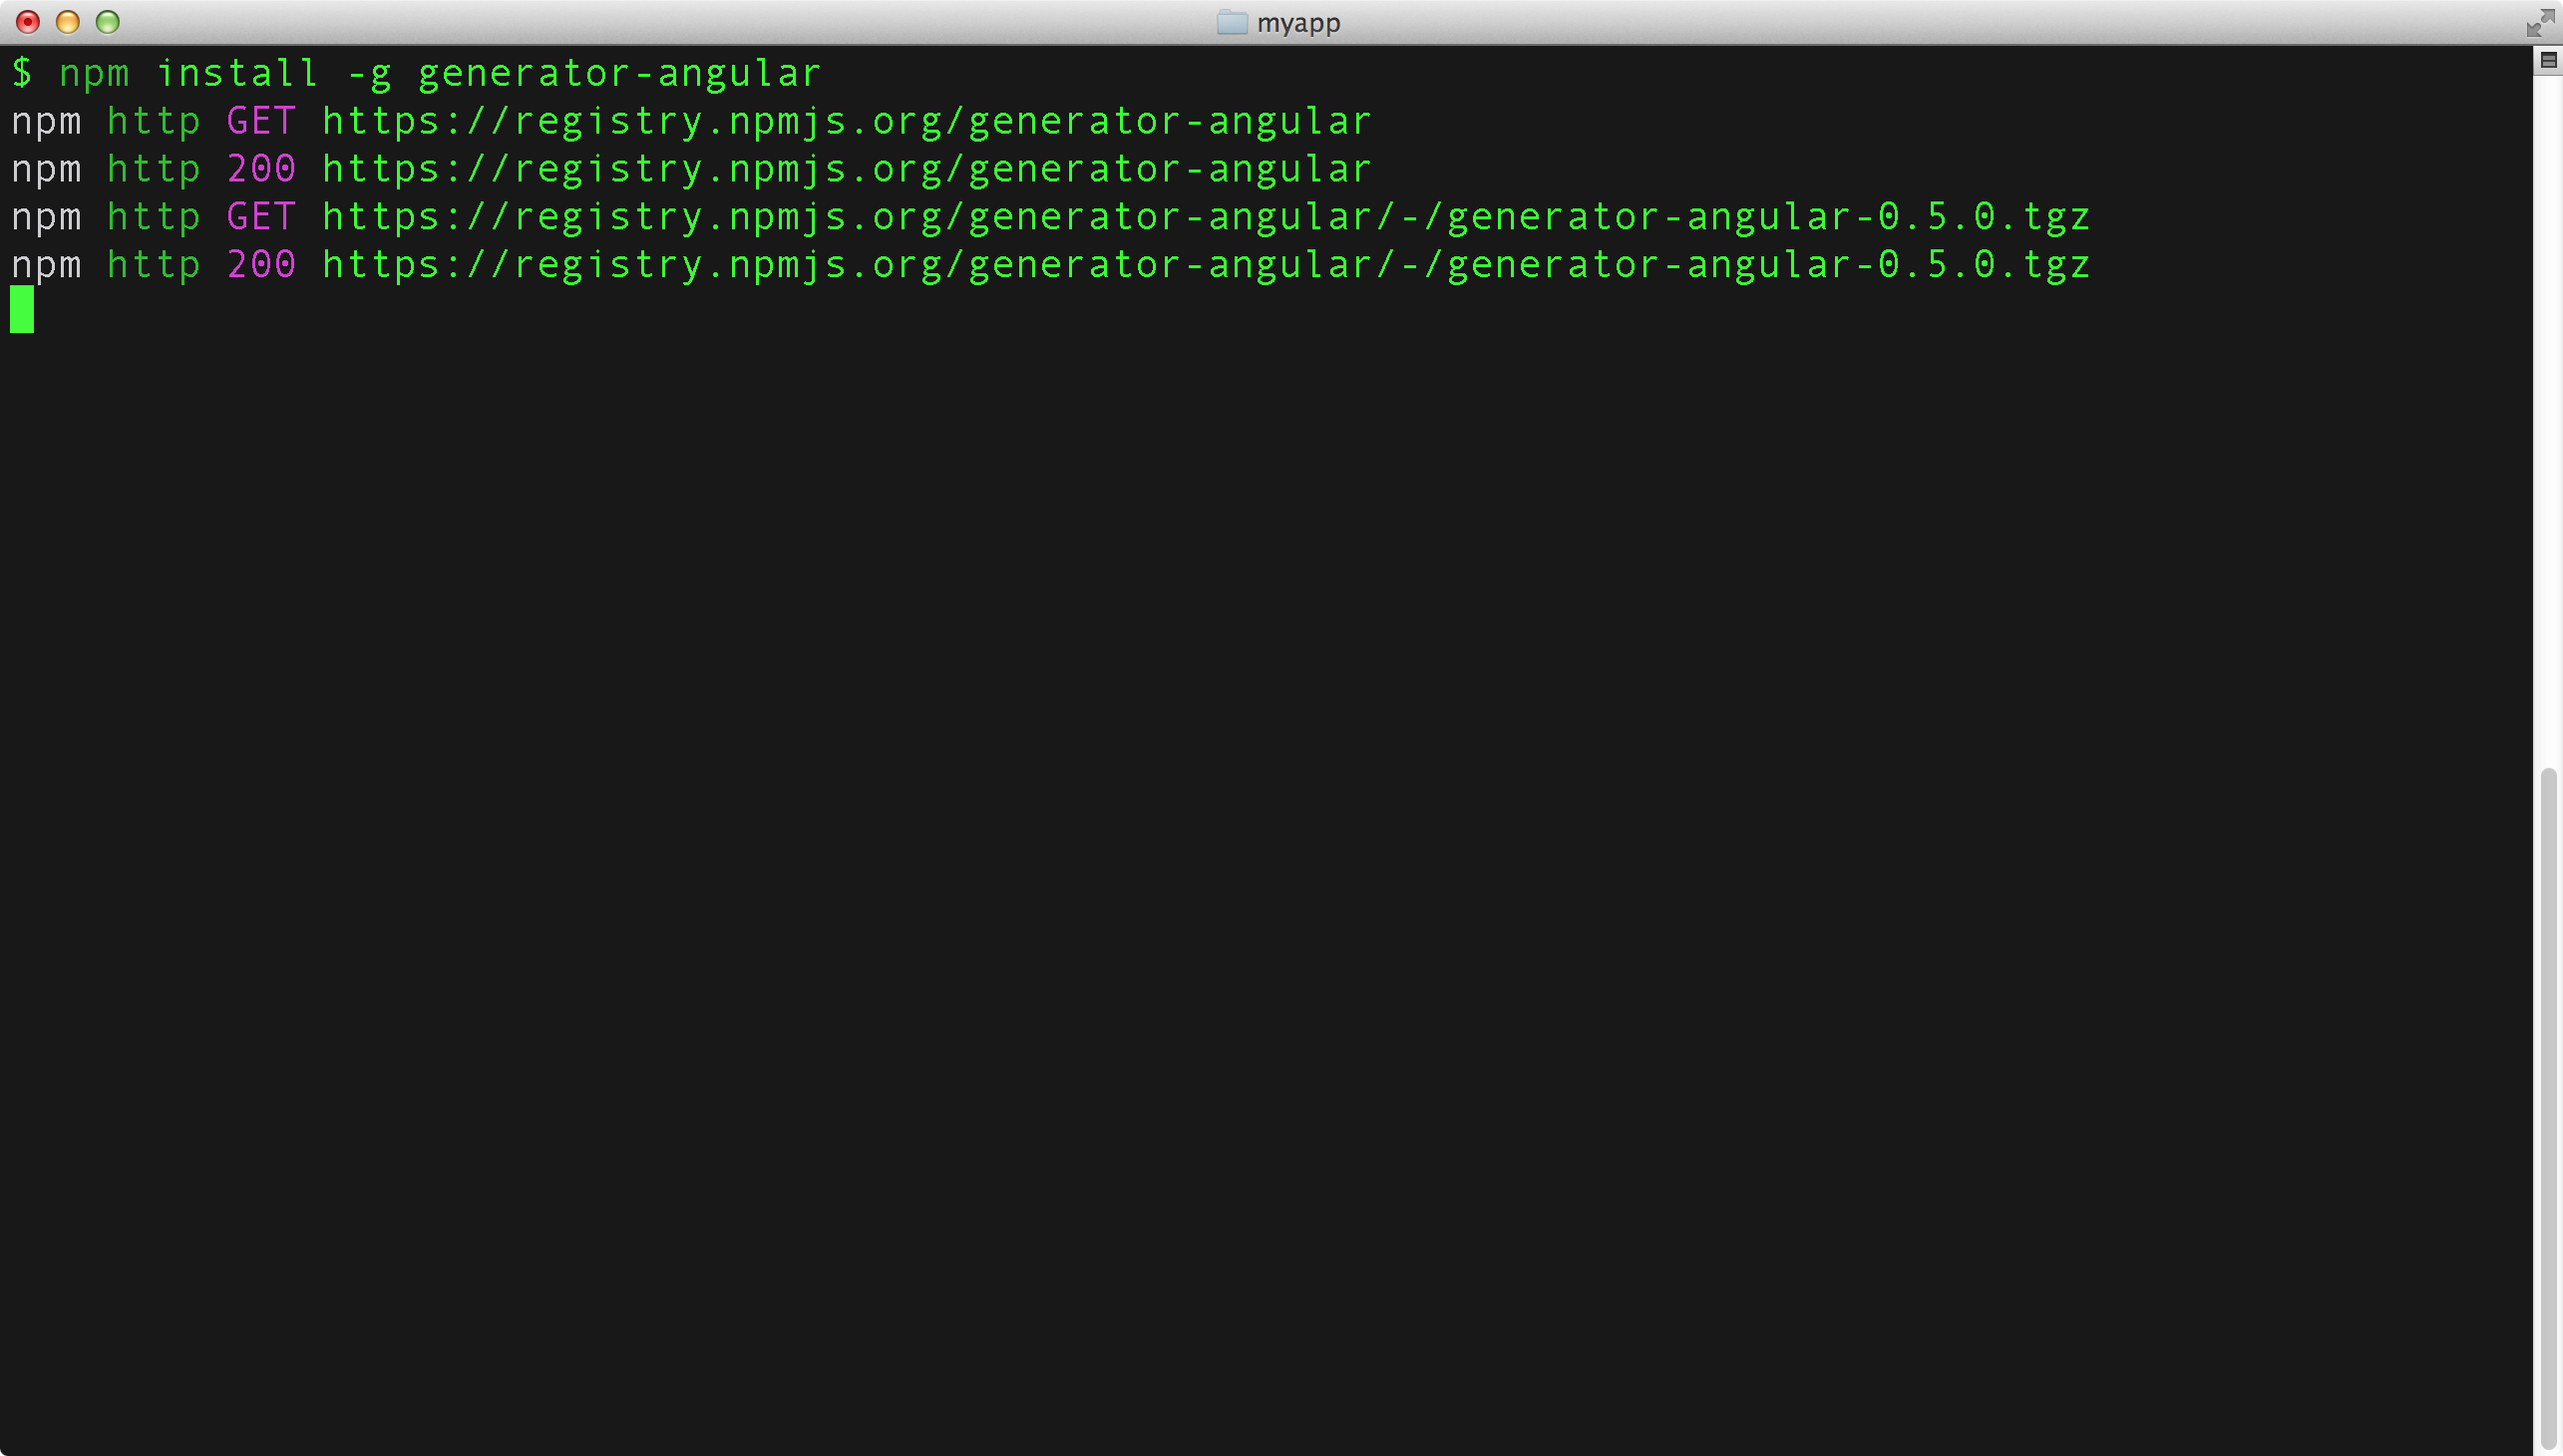 myapp
$ npm install -g generator-angular
npm http GET https://registry.npmjs.org/generator-angular
npm http 200 https://registry.npmjs.org/generator-angular
npm http GET https://registry.npmjs.org/generator-angular/-/generator-angular-0.5.0.tgz
npm http 200 https://registry.npmjs.org/generator-angular/-/generator-angular-0.5.0.tgz